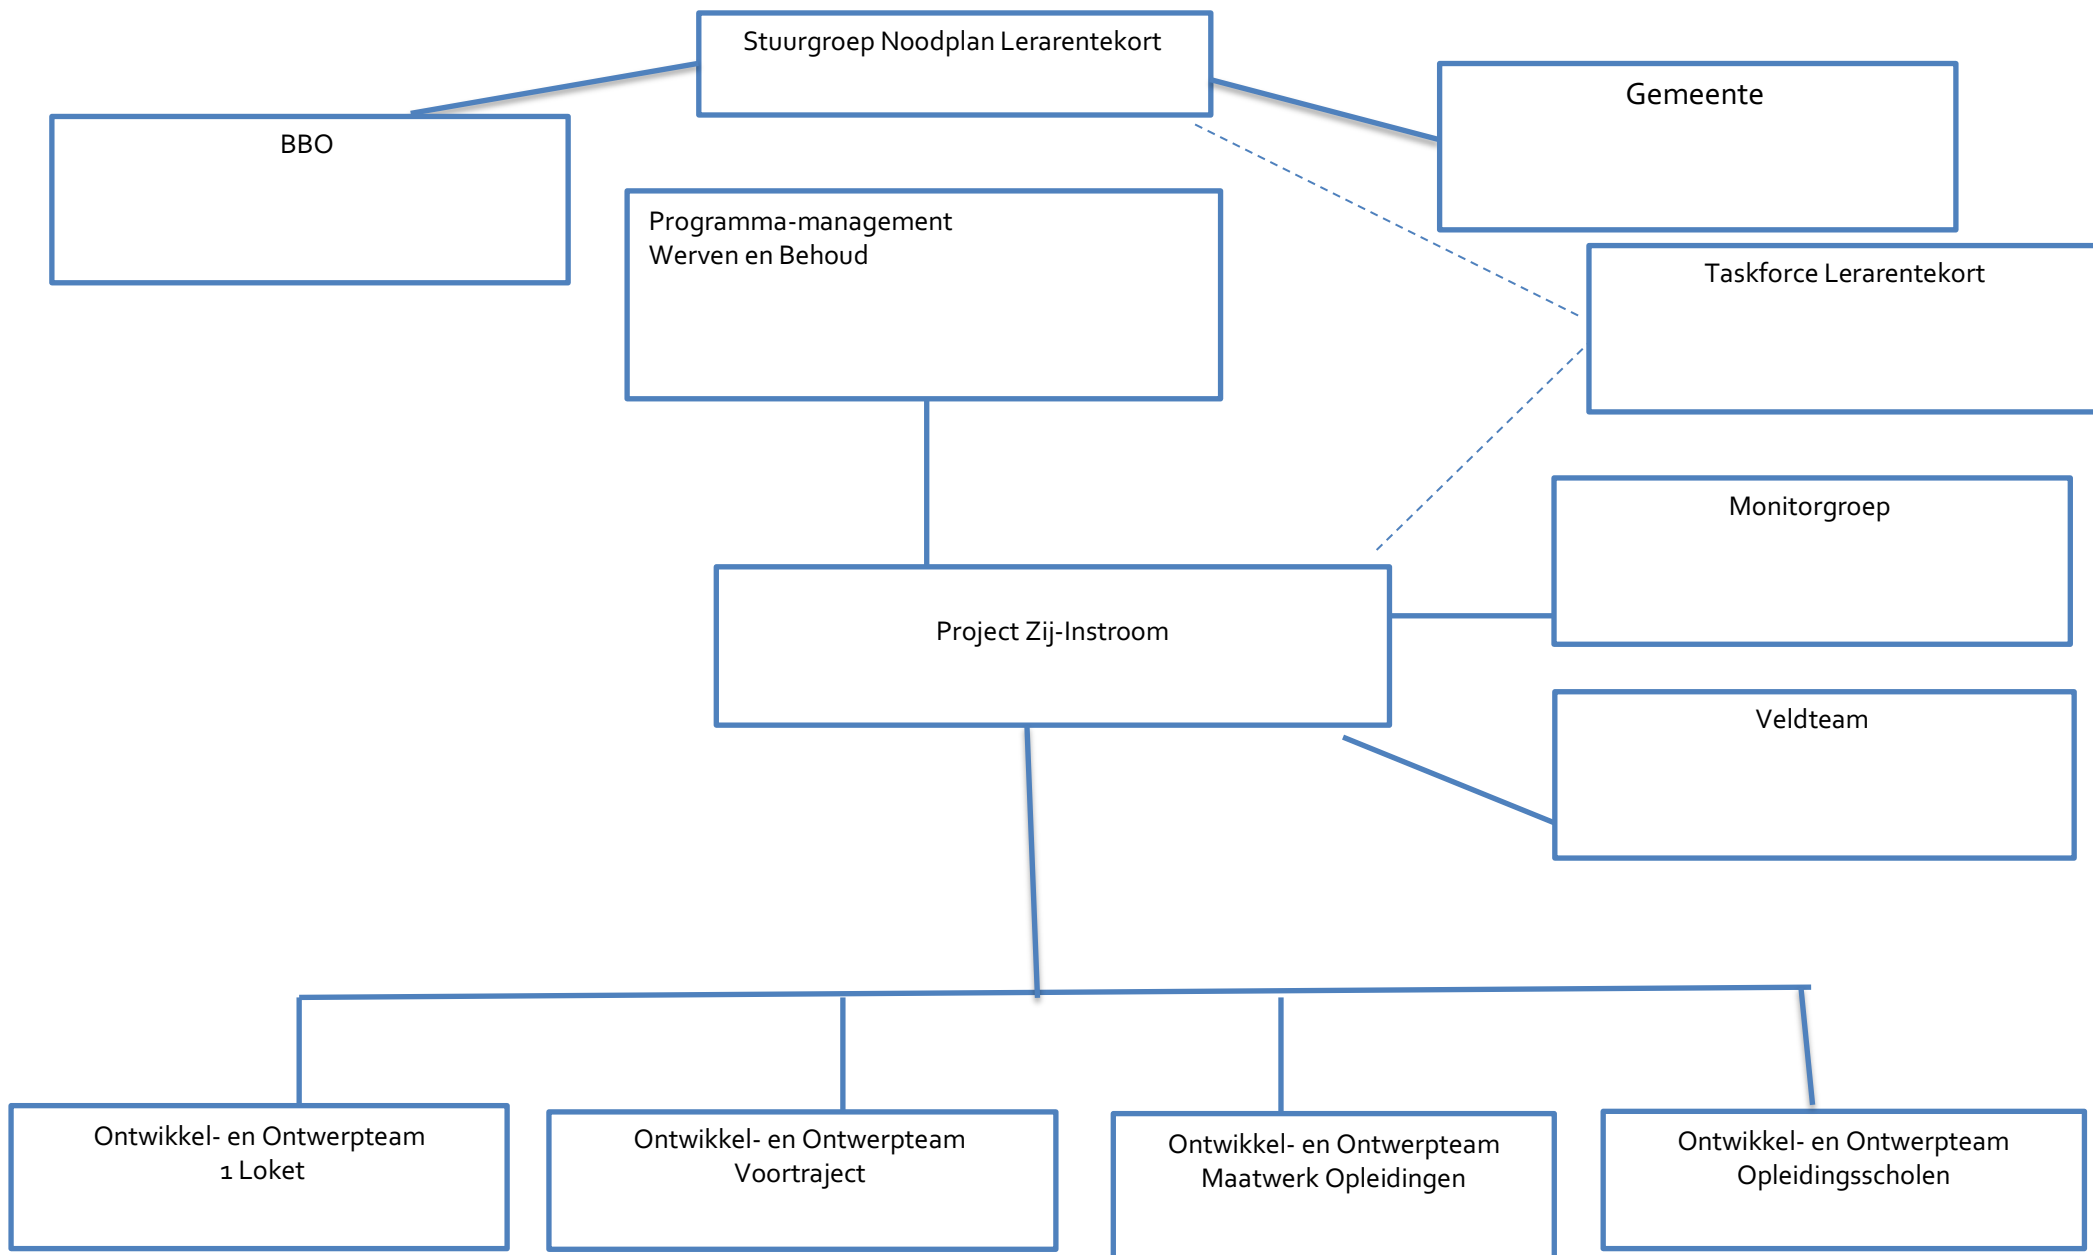 Stuurgroep Noodplan Lerarentekort
Gemeente
BBO
Programma-management
Werven en Behoud
Taskforce Lerarentekort
Monitorgroep
Project Zij-Instroom
Veldteam
Ontwikkel- en Ontwerpteam
1 Loket
Ontwikkel- en Ontwerpteam
Voortraject
Ontwikkel- en Ontwerpteam
Maatwerk Opleidingen
Ontwikkel- en Ontwerpteam
Opleidingsscholen